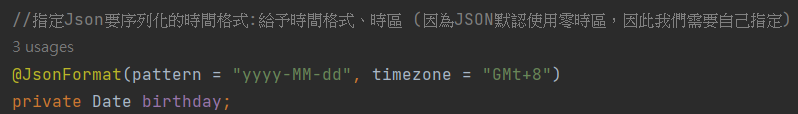 //指定Json要序列化的時間格式:給予時間格式、時區 (因為JSON默認使用零時區，因此我們需要自己指定)
3 usages
@JsonFormat(pattern = "yyyy-MM-dd", timezone = "GMt+8")
private Date birthday;